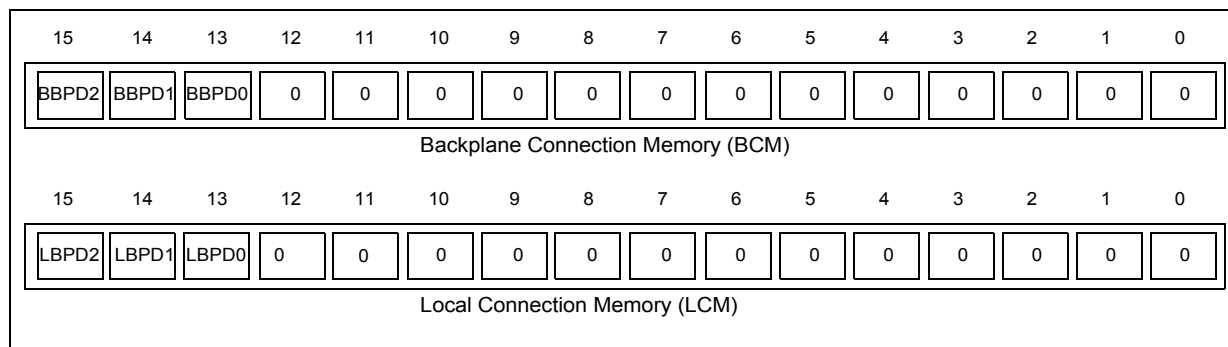 15 14 13 12 11 10 9 8 7 6 5 4 3 2 1 0
BBPD2 BBPD1 BBPD0 0 0 0 0 0 0 0 0 0 0 0 0 0
Backplane Connection Memory (BCM)
15 14 13 12 11 10 9 8 7 6 5 4 3 2 1 0
LBPD2 LBPD1 LBPD0 0 0 0 0 0 0 0 0 0 0 0 0 0
Local Connection Memory (LCM)